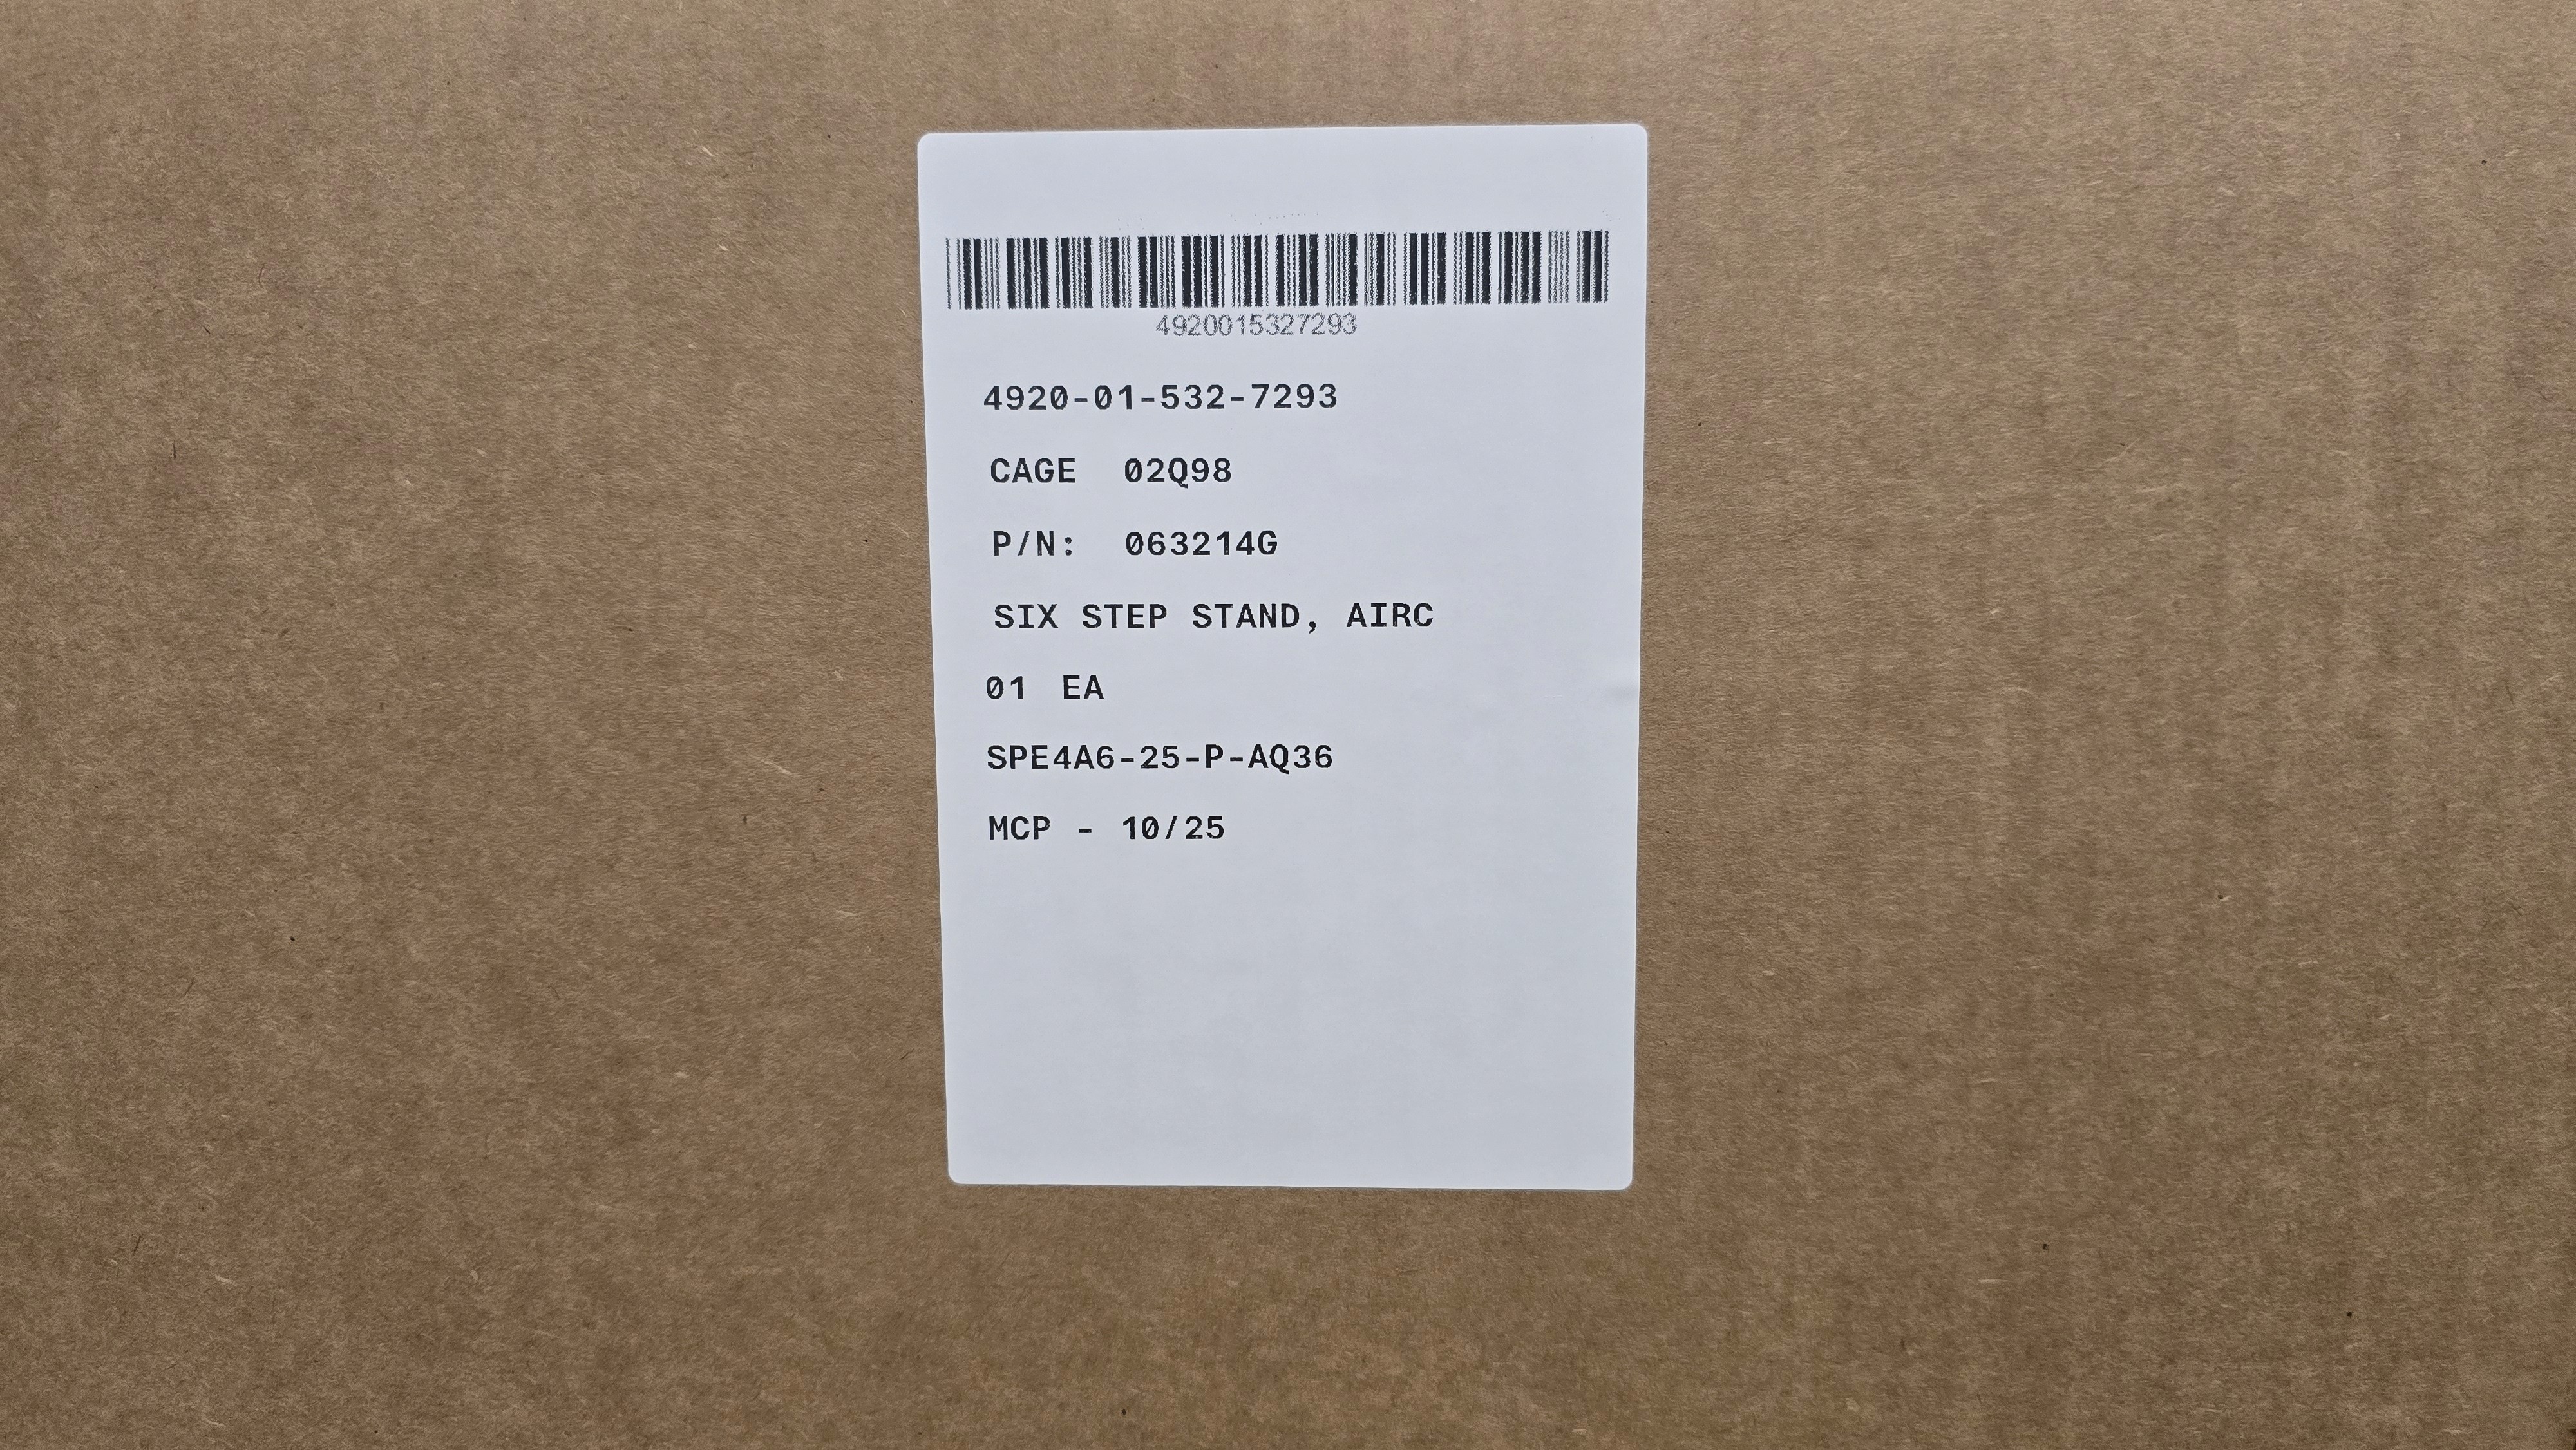 4920015327293
4920-01-532-7293
CAGE 02Q98
P/N: 063214G
SIX STEP STAND, AIRC
01 EA
SPE4A6-25-P-AQ36
MCP - 10/25